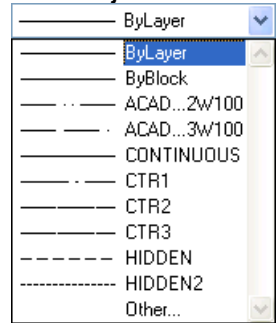 ByLayer
ByLayer
ByBlock
ACAD...2W100
ACAD...3W100
CONTINUOUS
CTR1
CTR2
CTR3
HIDDEN
HIDDEN2
Other...